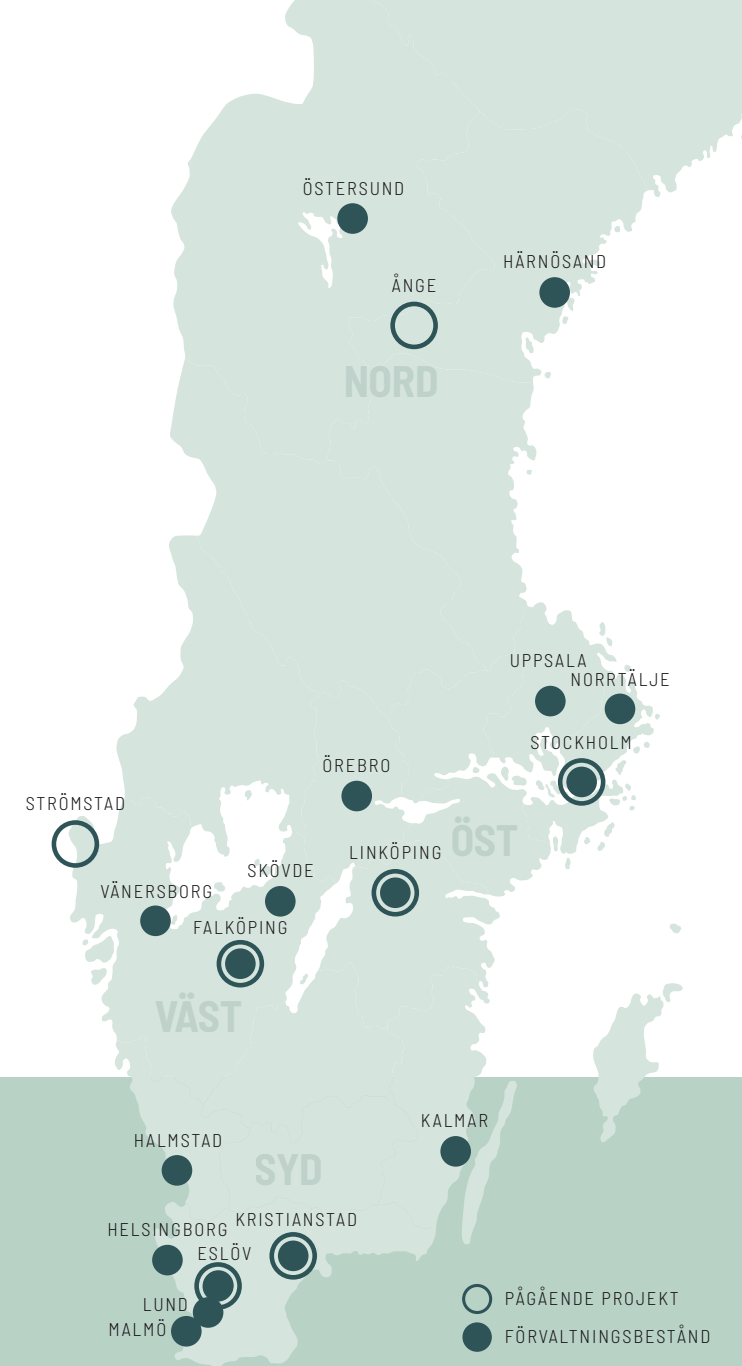 ÖSTERSUND
HÄRNÖSAND
ÅNGE
NORD
UPPSALA
NORRTÄLJE
STOCKHOLM
ÖREBRO
STRÖMSTAD
ÖST
LINKÖPING
SKÖVDE
VÄNERSBORG
FALKÖPING
VÄST
KALMAR
HALMSTAD
SYD
KRISTIANSTAD
HELSINGBORG
ESLÖV
LUND
MALMÖ
PÅGÅENDE PROJEKT
FÖRVALTNINGSBESTÅND